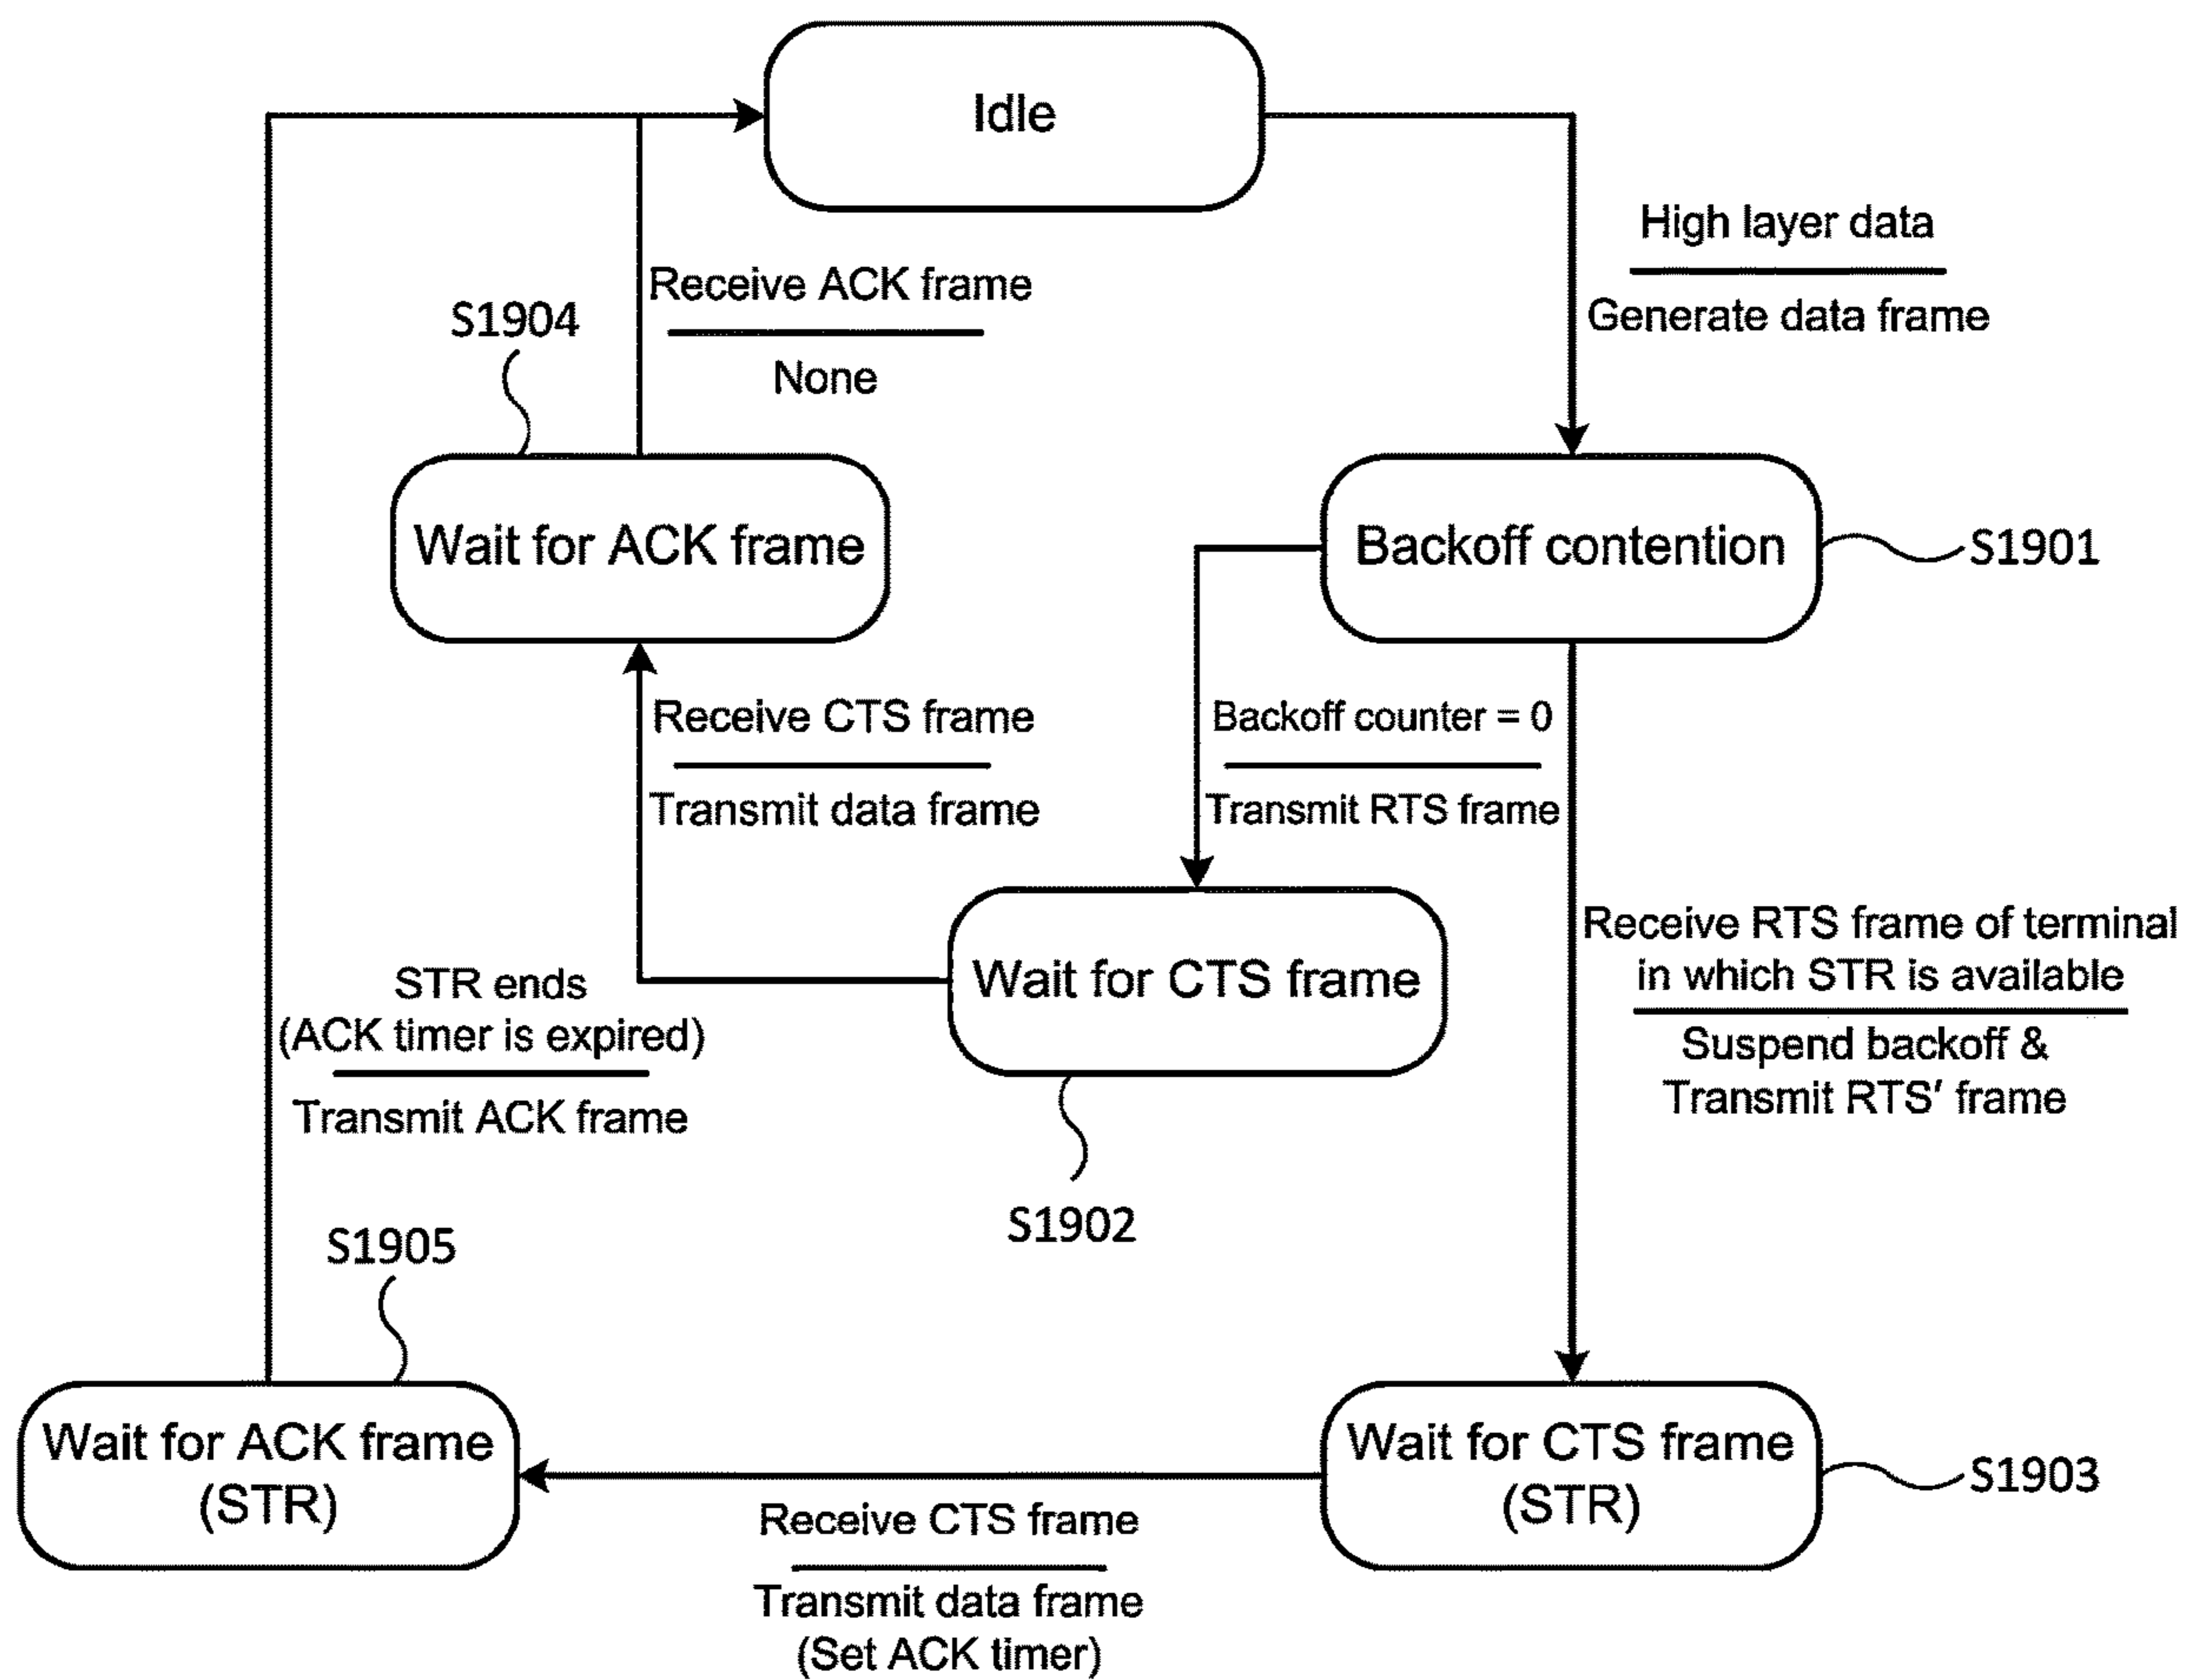 Idle
High layer data
Generate data frame
Receive ACK frame
None
S1904
Wait for ACK frame
Backoff contention
S1901
Receive CTS frame
Transmit data frame
Backoff counter = 0
Transmit RTS frame
Wait for CTS frame
S1902
Receive RTS frame of terminal
in which STR is available
Suspend backoff &
Transmit RTS′ frame
STR ends
(ACK timer is expired)
Transmit ACK frame
S1905
Wait for ACK frame
(STR)
Wait for CTS frame
(STR)
S1903
Receive CTS frame
Transmit data frame
(Set ACK timer)